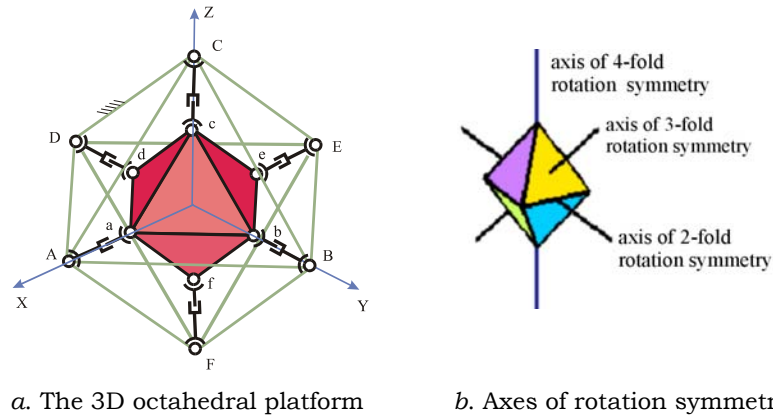 Z
C
D
c
E
d
e
a
b
A
B
f
X
Y
F
axis of 4-fold
rotation symmetry
axis of 3-fold
rotation symmetry
axis of 2-fold
rotation symmetry
a. The 3D octahedral platform
b. Axes of rotation symmetr